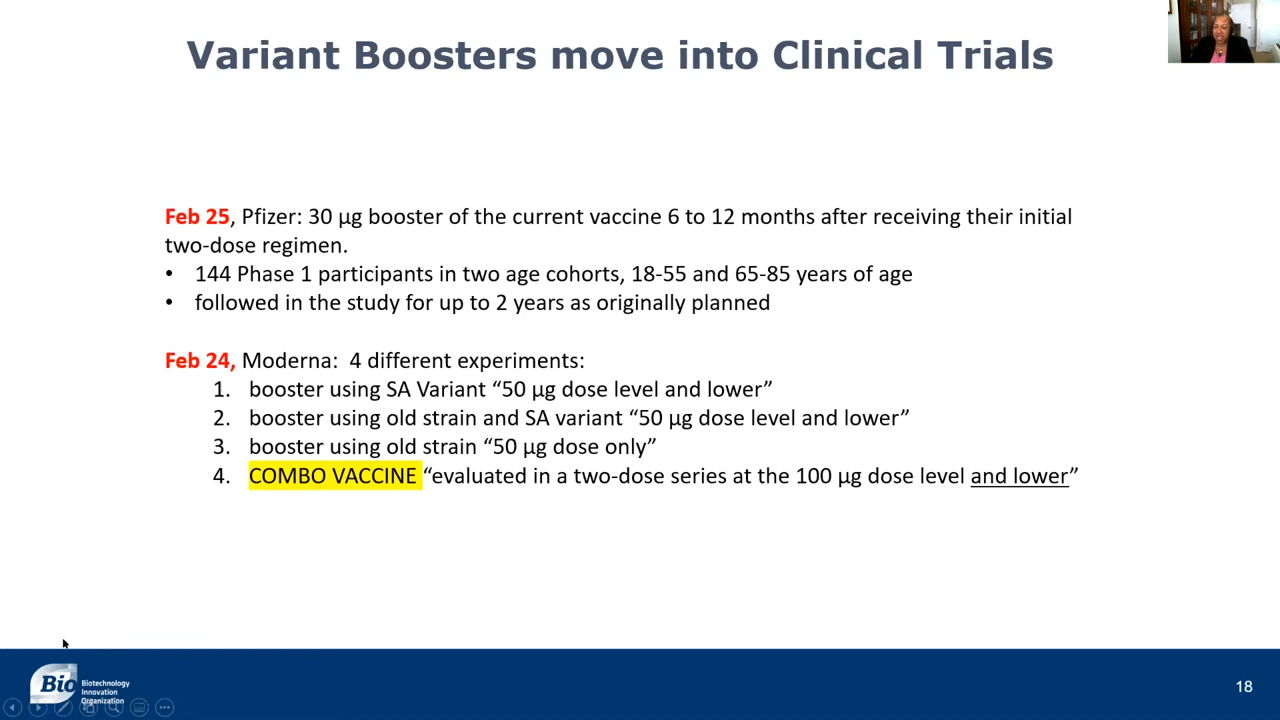 Variant Boosters move into Clinical Trials
Feb 25, Pfizer: 30 µg booster of the current vaccine 6 to 12 months after receiving their initial
two-dose regimen.
• 144 Phase 1 participants in two age cohorts, 18-55 and 65-85 years of age
• followed in the study for up to 2 years as originally planned
Feb 24, Moderna: 4 different experiments:
1. booster using SA Variant “50 µg dose level and lower”
2. booster using old strain and SA variant “50 µg dose level and lower”
3. booster using old strain “50 µg dose only”
4. COMBO VACCINE “evaluated in a two-dose series at the 100 µg dose level and lower”
Bio
Biotechnology
Innovation
Organization
18